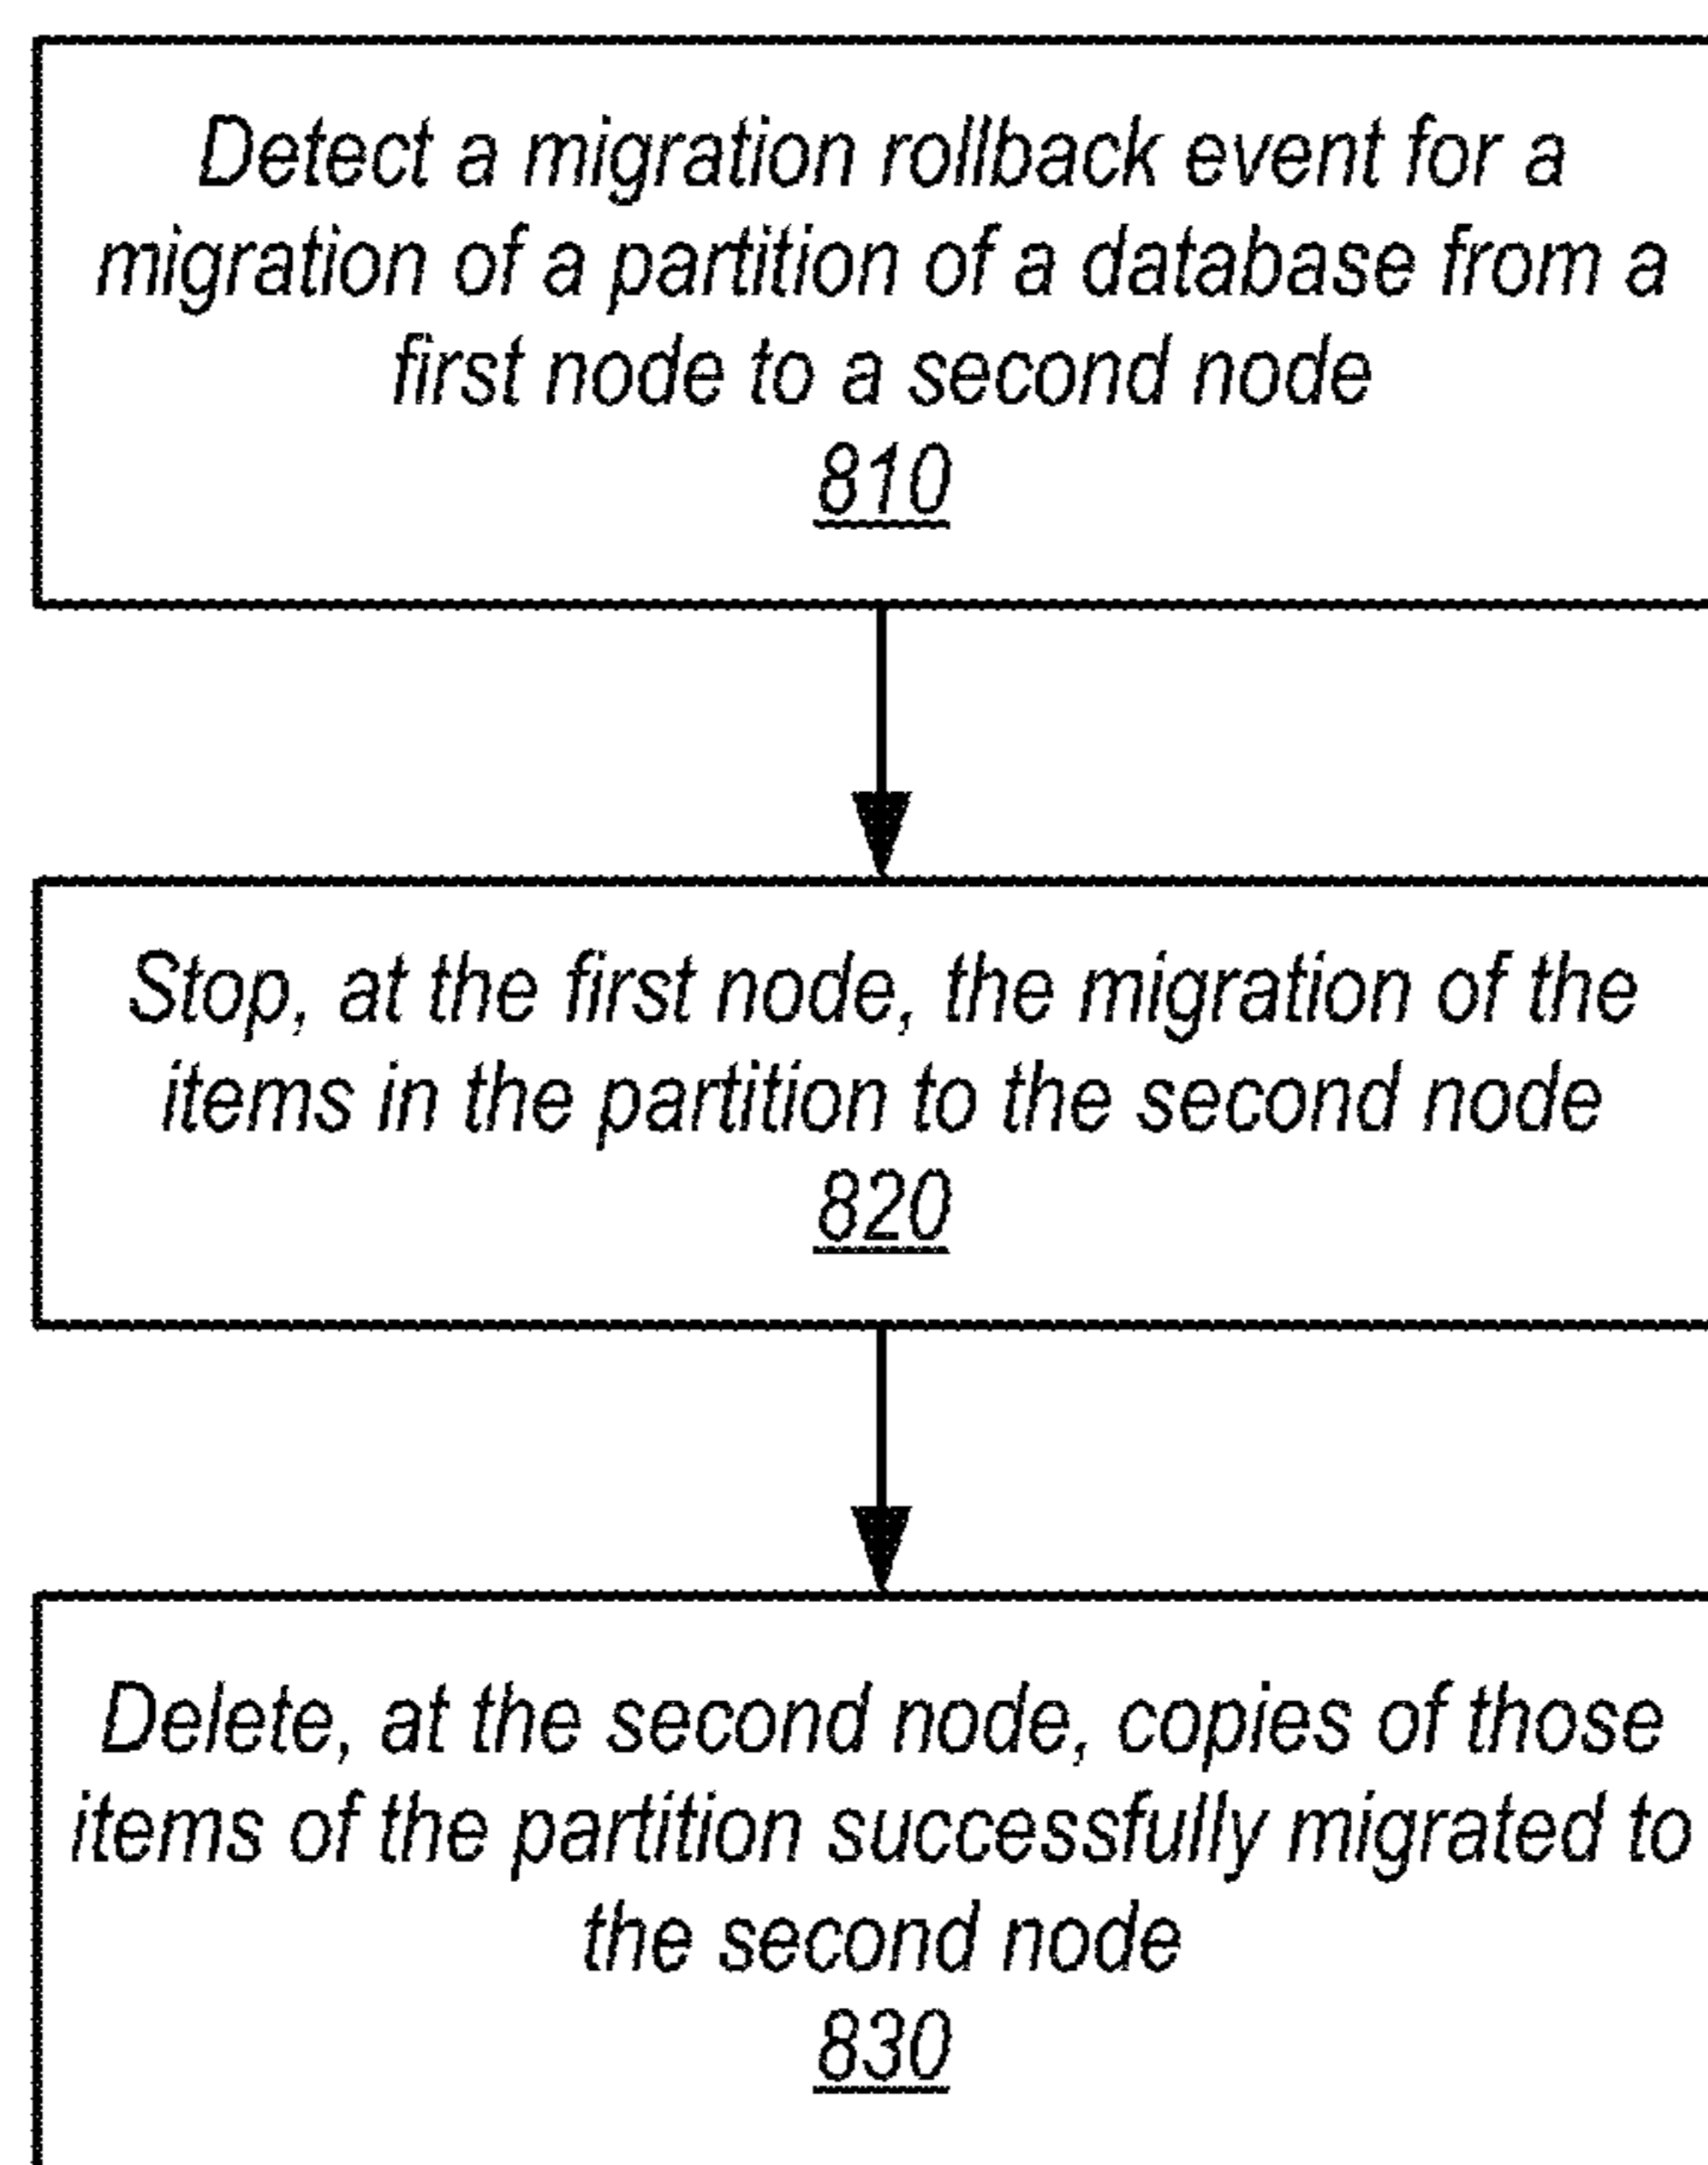 Detect a migration rollback event for a
migration of a partition of a database from a
first node to a second node
810
Stop, at the first node, the migration of the
items in the partition to the second node
820
Delete, at the second node, copies of those
items of the partition successfully migrated to
the second node
830